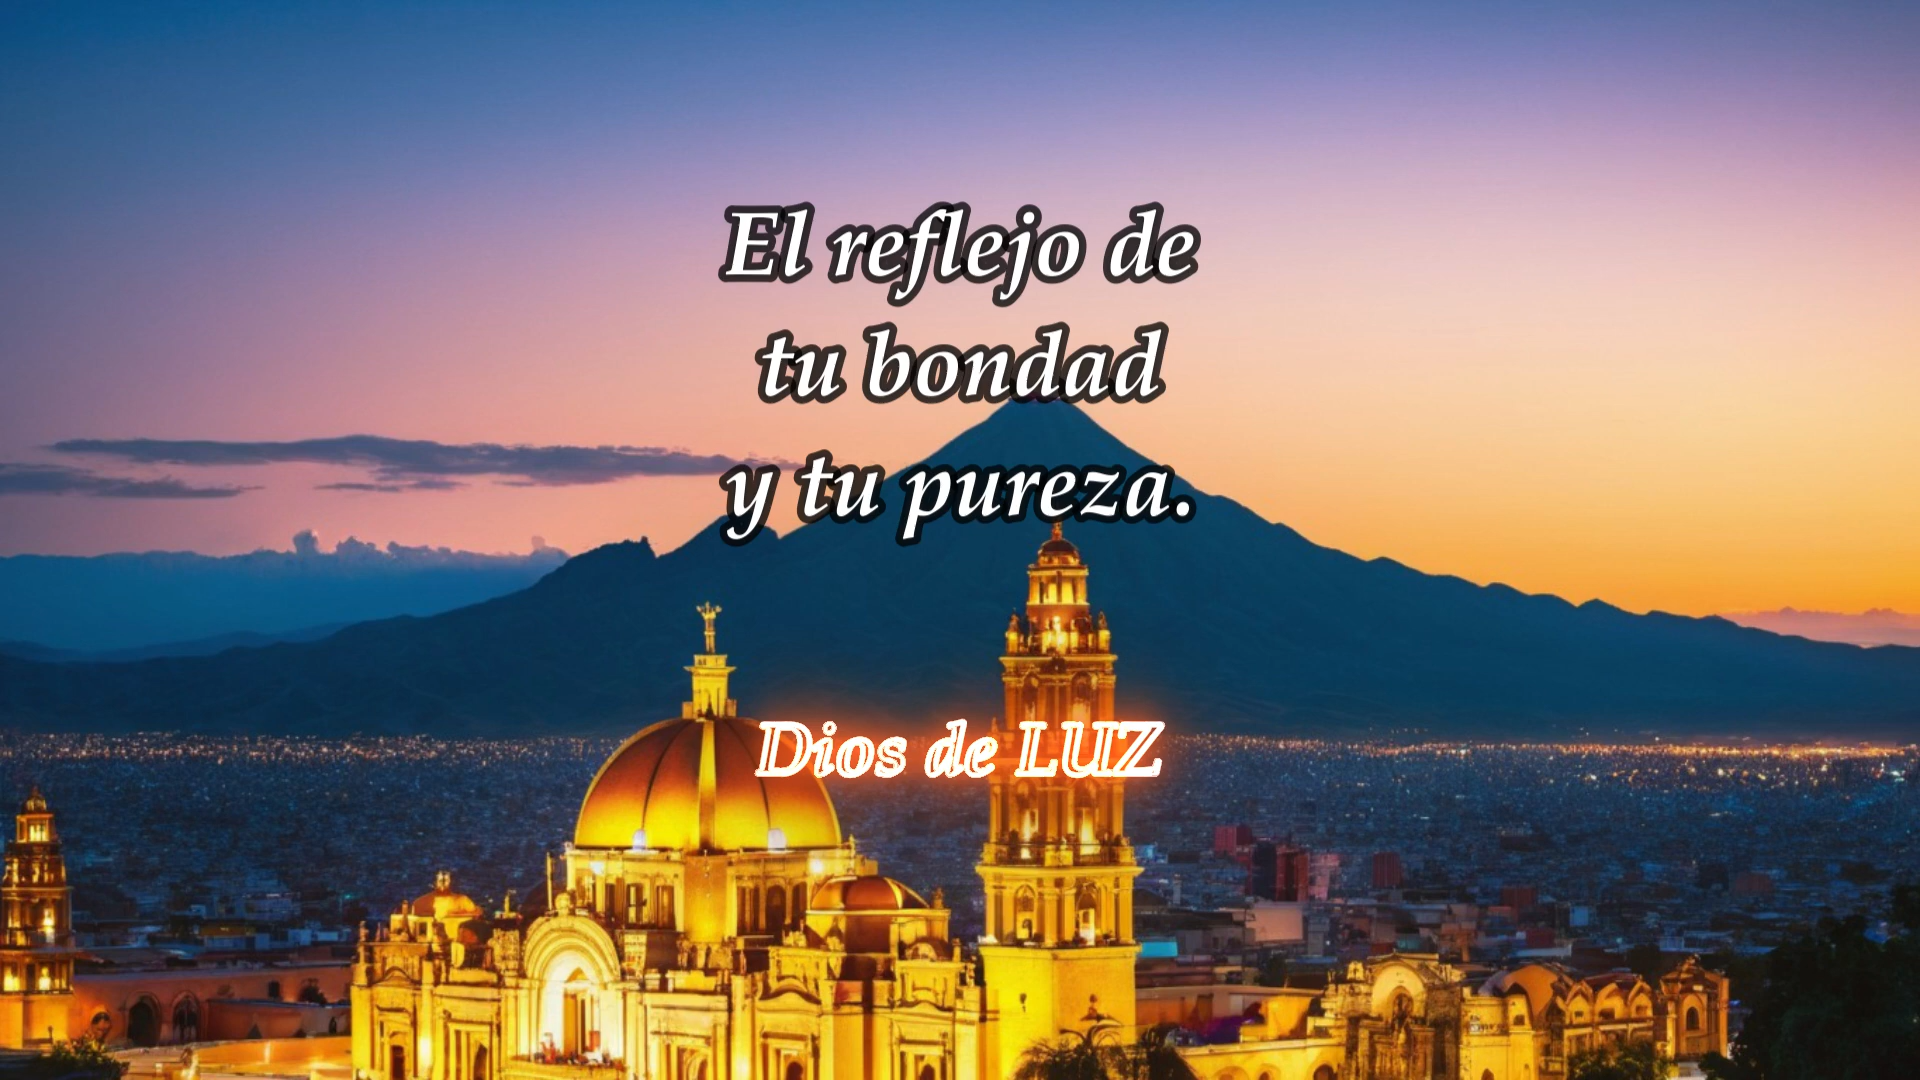 El reflejo de
tu bondad
y tu pureza.
Dios de LUZ